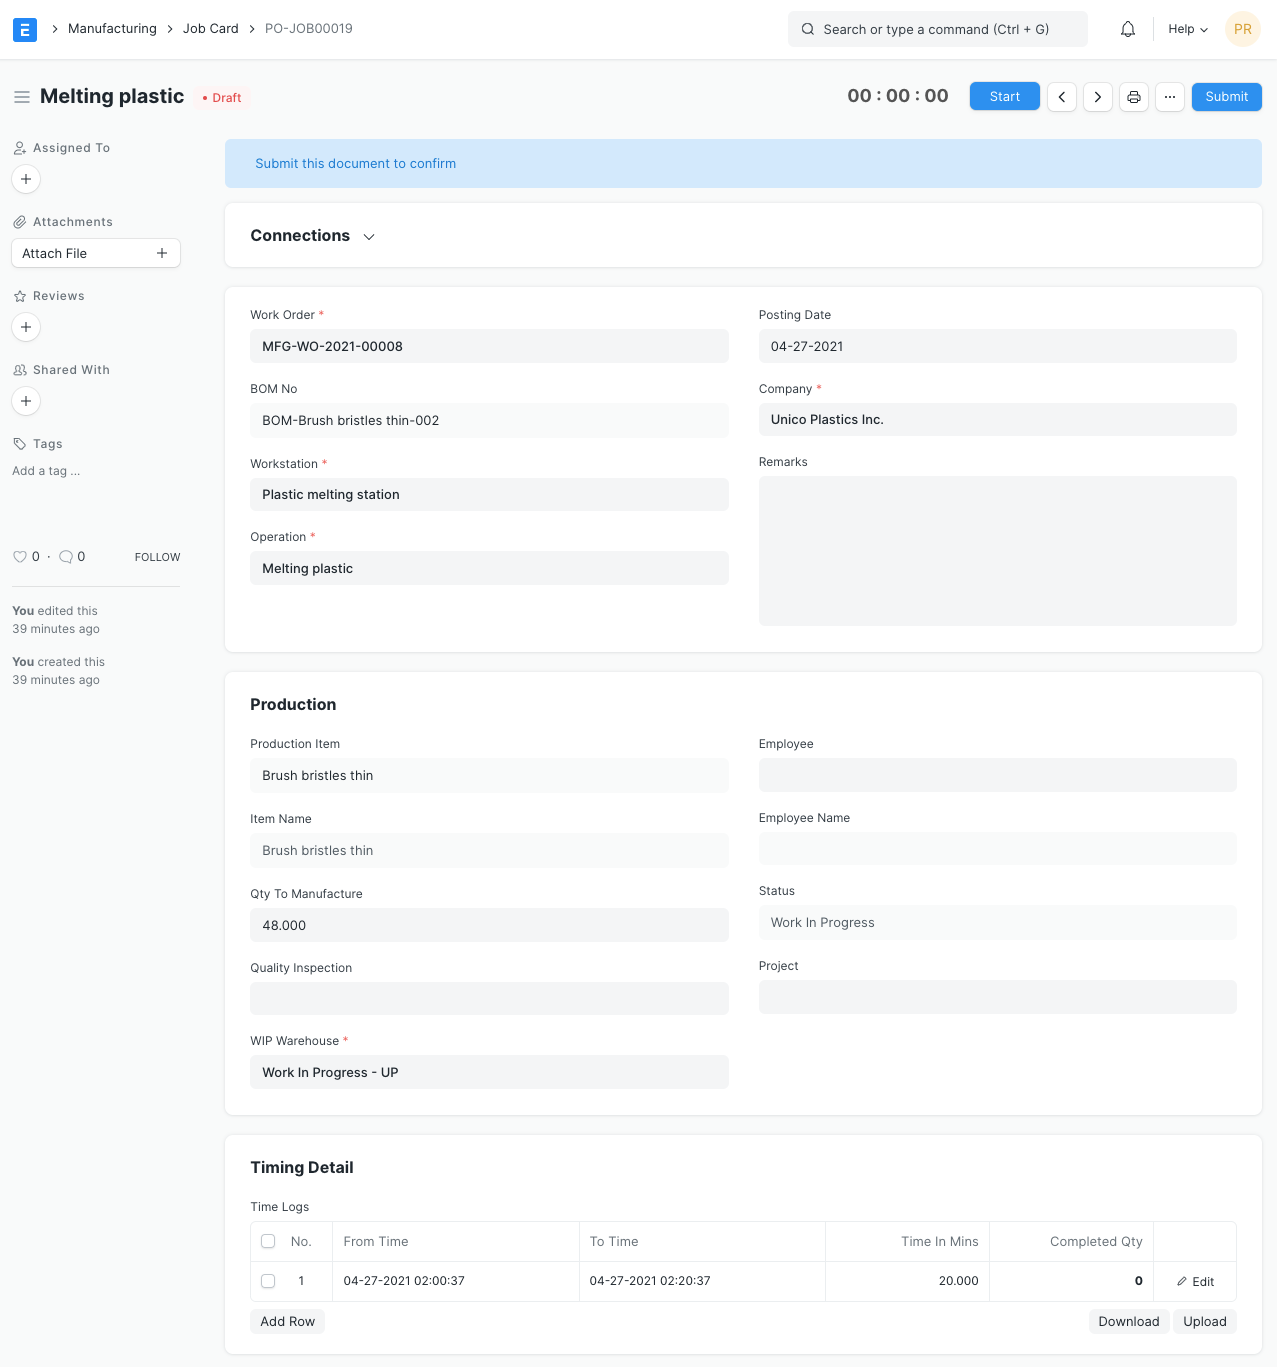 E
Manufacturing
Job Card
PO-JOB00019
Search or type a command (Ctrl + G)
Help
PR
Melting plastic
• Draft
00 : 00 : 00
Start
...
Submit
Assigned To
+
Attachments
Attach File +
Reviews
+
Shared With
+
Tags
Add a tag ...
0 · 0
FOLLOW
You edited this
39 minutes ago
You created this
39 minutes ago
Submit this document to confirm
Connections
Work Order *
MFG-WO-2021-00008
BOM No
BOM-Brush bristles thin-002
Workstation *
Plastic melting station
Operation *
Melting plastic
Posting Date
04-27-2021
Company *
Unico Plastics Inc.
Remarks
Production
Production Item
Brush bristles thin
Item Name
Brush bristles thin
Qty To Manufacture
48.000
Quality Inspection
WIP Warehouse *
Work In Progress - UP
Employee
Employee Name
Status
Work In Progress
Project
Timing Detail
Time Logs
No. From Time To Time Time In Mins Completed Qty
1 04-27-2021 02:00:37 04-27-2021 02:20:37 20.000 0 Edit
Add Row
Download
Upload